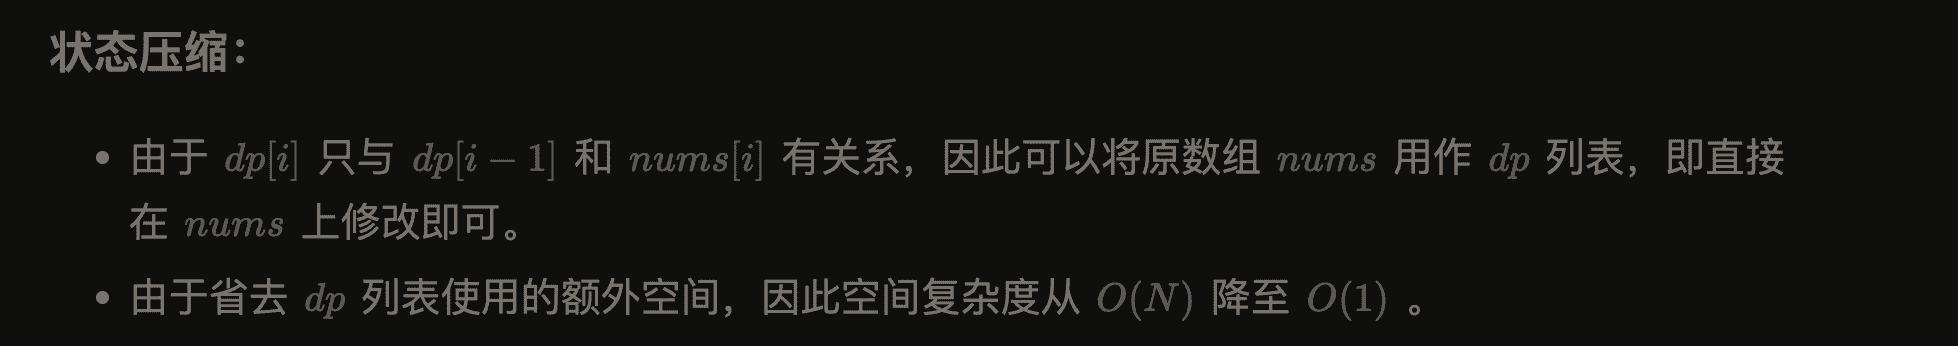 状态压缩：
• 由于 dp[i] 只与 dp[i − 1] 和 nums[i] 有关系，因此可以将原数组 nums 用作 dp 列表，即直接
在 nums 上修改即可。
• 由于省去 dp 列表使用的额外空间，因此空间复杂度从 O(N) 降至 O(1) 。